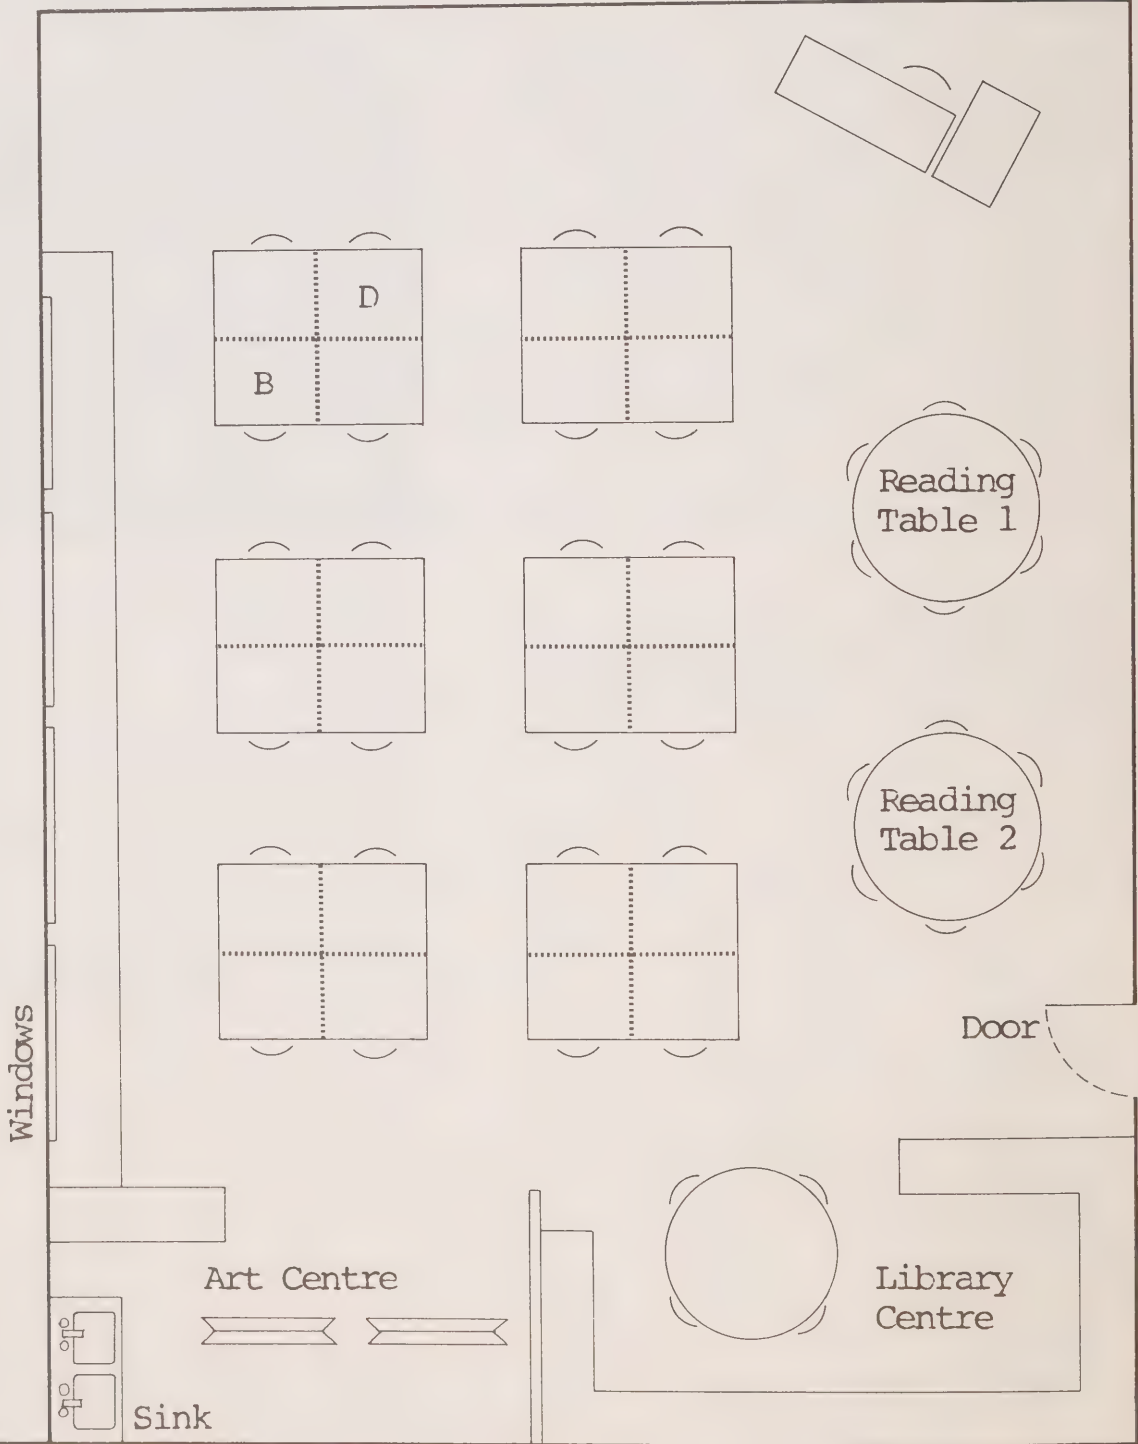 D
B
Reading
Table 1
Reading
Table 2
Windows
Door
Art Centre
Library
Centre
Sink